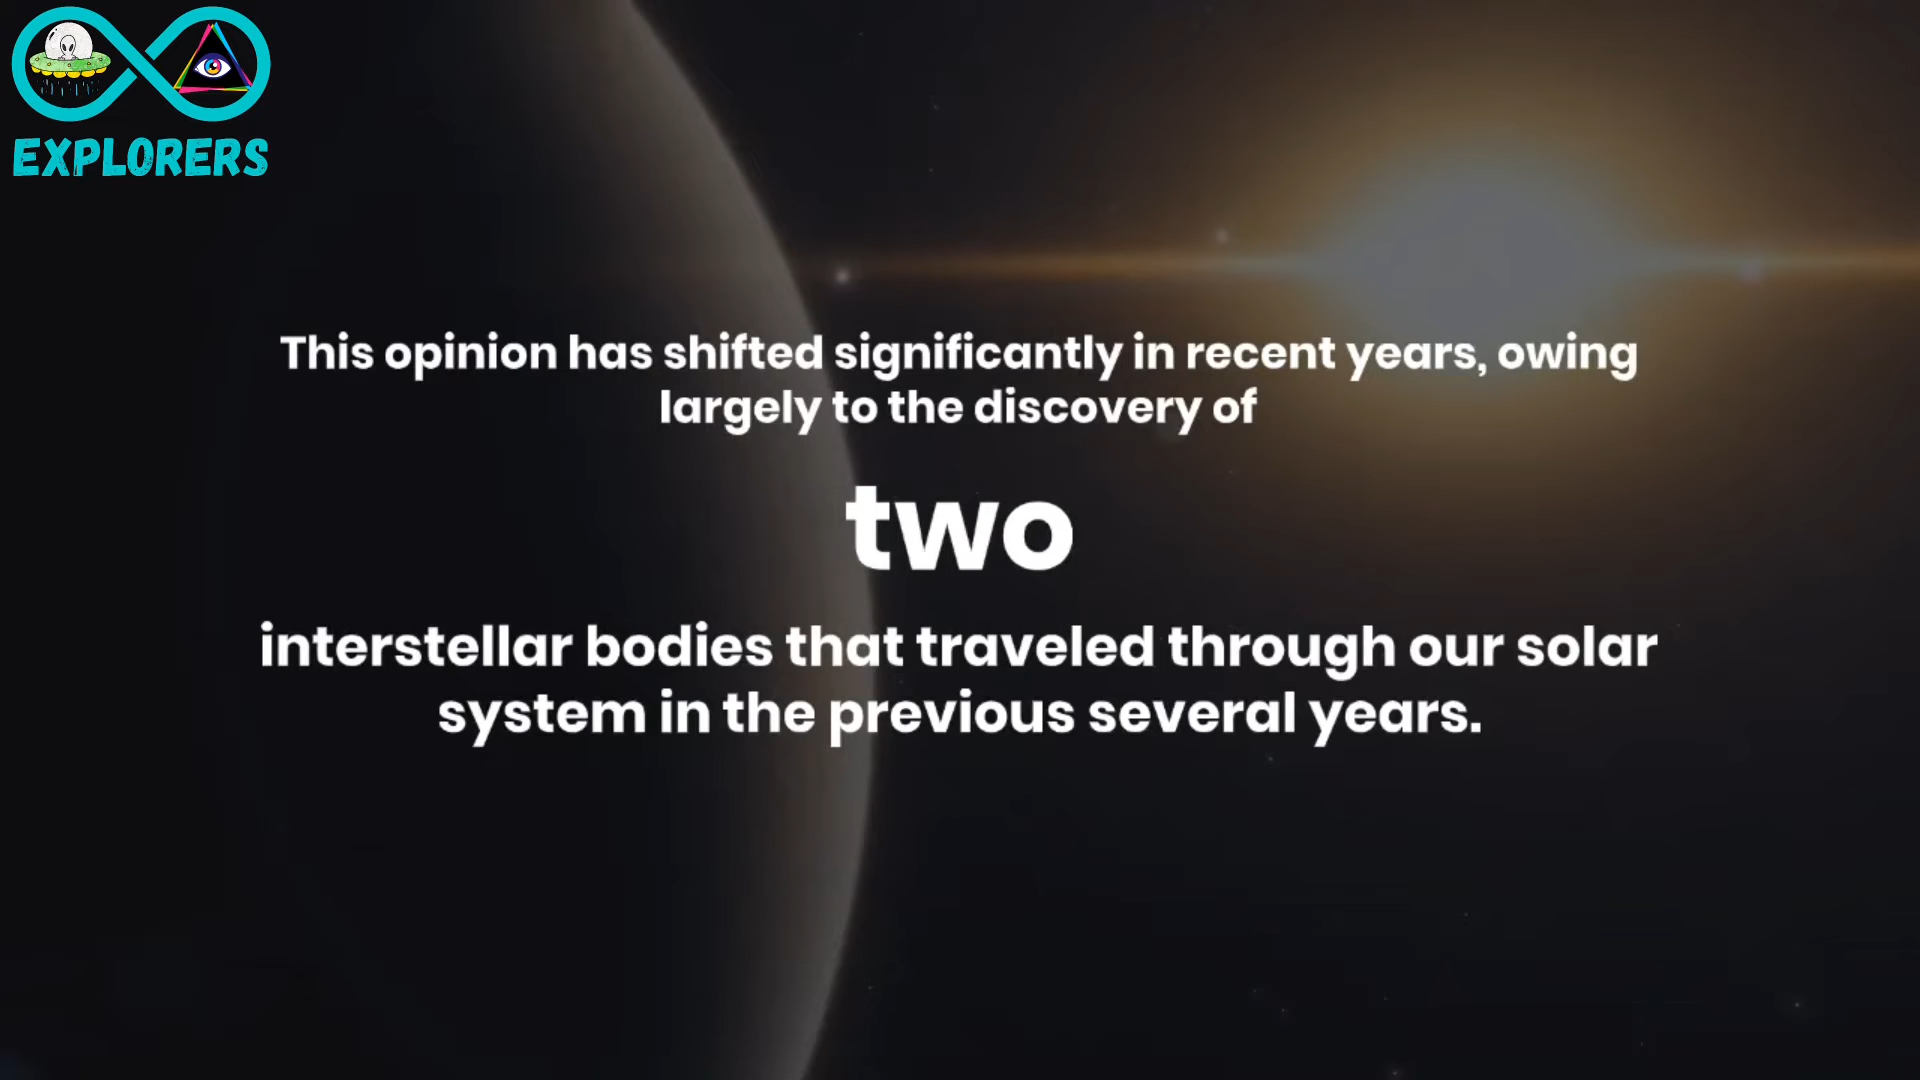 EXPLORERS
This opinion has shifted significantly in recent years, owing
largely to the discovery of
two
interstellar bodies that traveled through our solar
system in the previous several years.